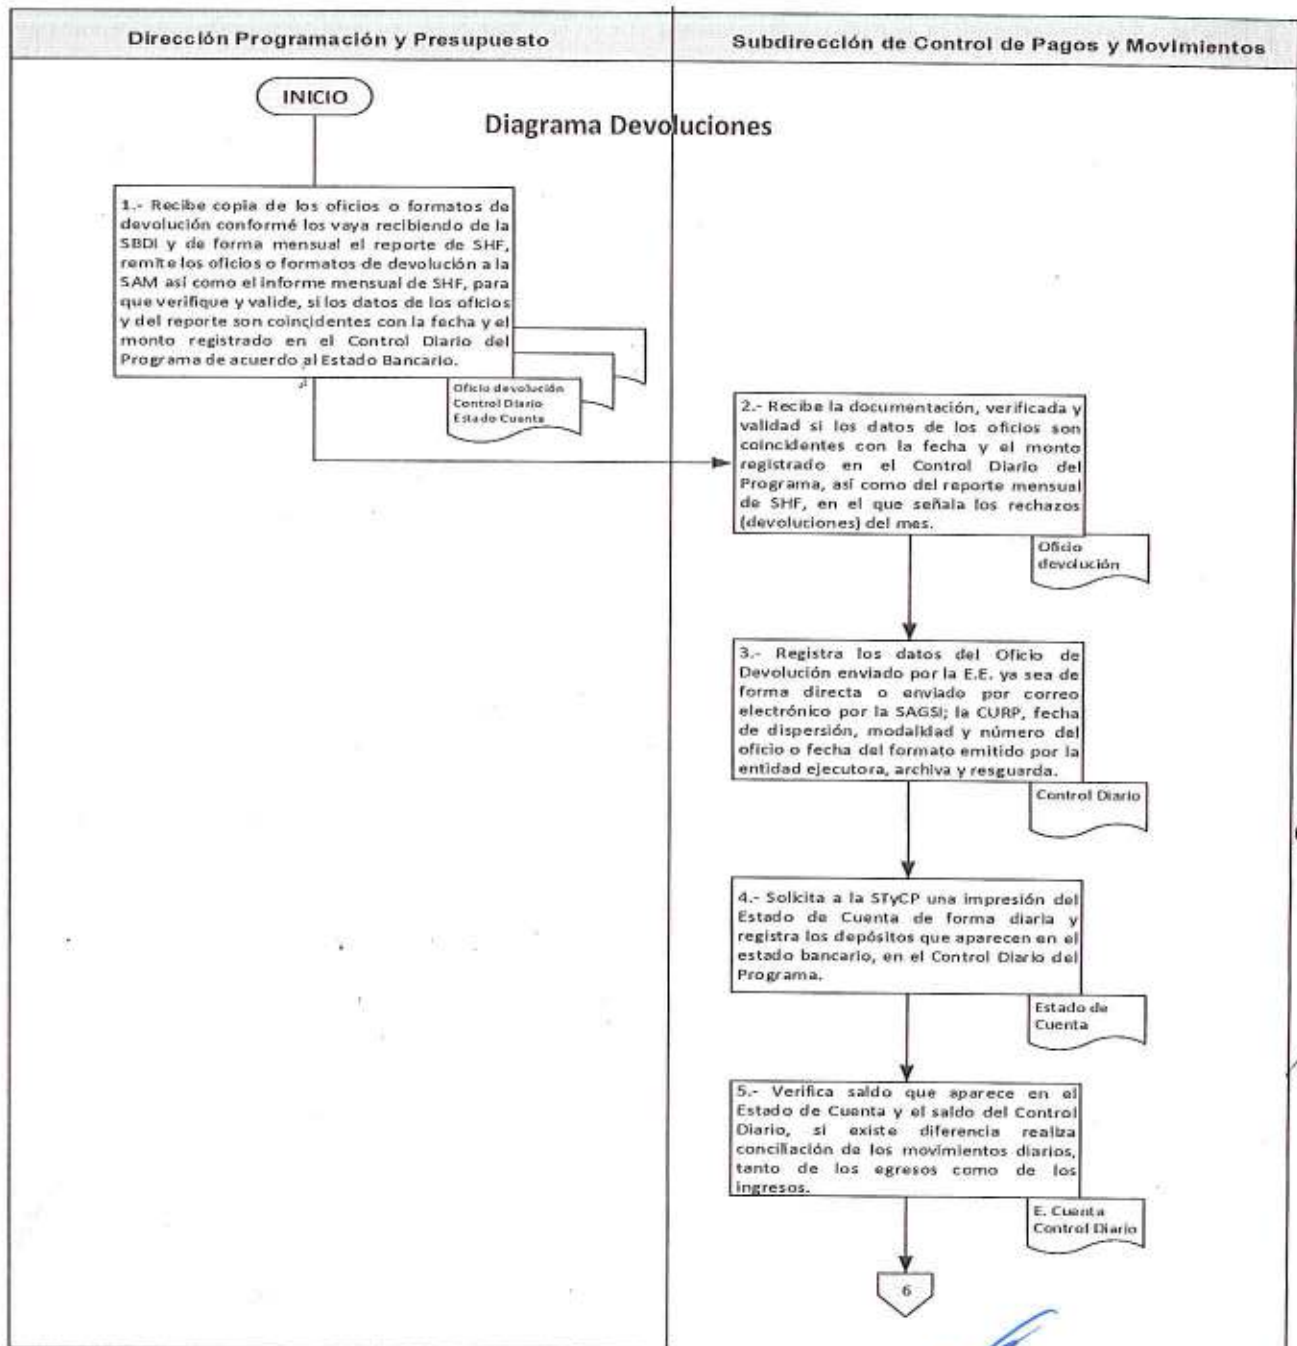 Dirección Programación y Presupuesto
Subdirección de Control de Pagos y Movimientos
INICIO
Diagrama Devoluciones
1.- Recibe copia de los oficios o formatos de
devolución conformé los vaya recibiendo de la
SBDI y de forma mensual el reporte de SHF,
remite los oficios o formatos de devolución a la
SAM así como el informe mensual de SHF, para
que verifique y valide, si los datos de los oficios
y del reporte son coincidentes con la fecha y el
monto registrado en el Control Diario del
Programa de acuerdo al Estado Bancario.
Oficio devolución
Control Diario
Estado Cuenta
2.- Recibe la documentación, verificada y
validad si los datos de los oficios son
coincidentes con la fecha y el monto
registrado en el Control Diario del
Programa, así como del reporte mensual
de SHF, en el que señala los rechazos
(devoluciones) del mes.
Oficio
devolución
3.- Registra los datos del Oficio de
Devolución enviado por la E.E. ya sea de
forma directa o enviado por correo
electrónico por la SAGSI; la CURP, fecha
de dispersión, modalidad y número del
oficio o fecha del formato emitido por la
entidad ejecutora, archiva y resguarda.
Control Diario
4.- Solicita a la STyCP una impresión del
Estado de Cuenta de forma diaria y
registra los depósitos que aparecen en el
estado bancario, en el Control Diario del
Programa.
Estado de
Cuenta
5.- Verifica saldo que aparece en el
Estado de Cuenta y el saldo del Control
Diario, si existe diferencia realiza
conciliación de los movimientos diarios,
tanto de los egresos como de los
ingresos.
E. Cuenta
Control Diario
6